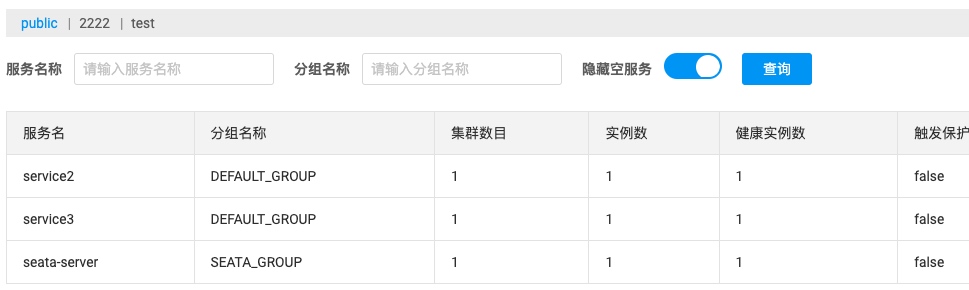 public | 2222 | test
服务名称 请输入服务名称 分组名称 请输入分组名称 隐藏空服务 查询
服务名 分组名称 集群数目 实例数 健康实例数 触发保护
service2 DEFAULT_GROUP 1 1 1 false
service3 DEFAULT_GROUP 1 1 1 false
seata-server SEATA_GROUP 1 1 1 false